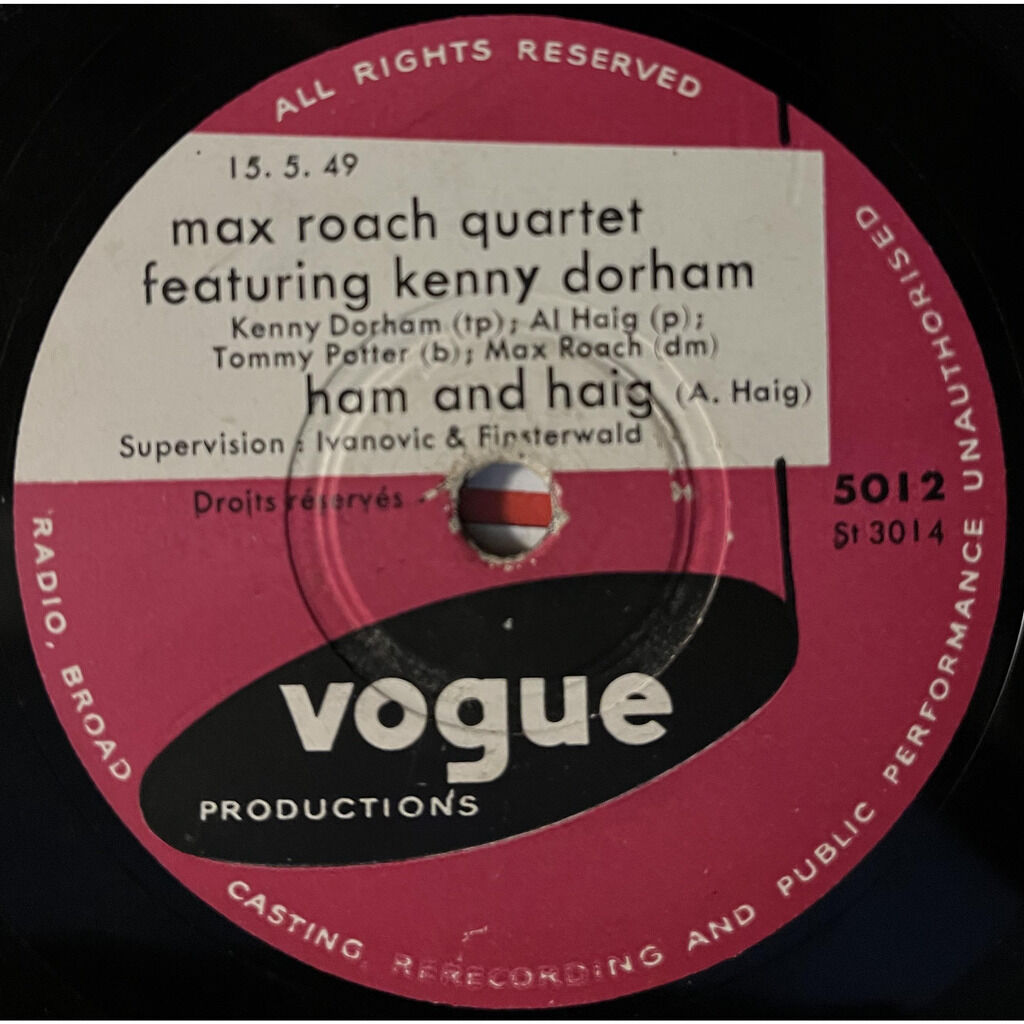 ALL RIGHTS RESERVED
15. 5. 49
max roach quartet
featuring kenny dorham
Kenny Dorham (tp); Al Haig (p);
Tommy Potter (b); Max Roach (dm)
ham and haig (A. Haig)
Supervision : Ivanovic & Finsterwald
Droits réservés
5012
St 3014
vogue
PRODUCTIONS
RADIO, BROAD
CASTING, RERECORDING AND PUBLIC PERFORMANCE UNAUTHORISED